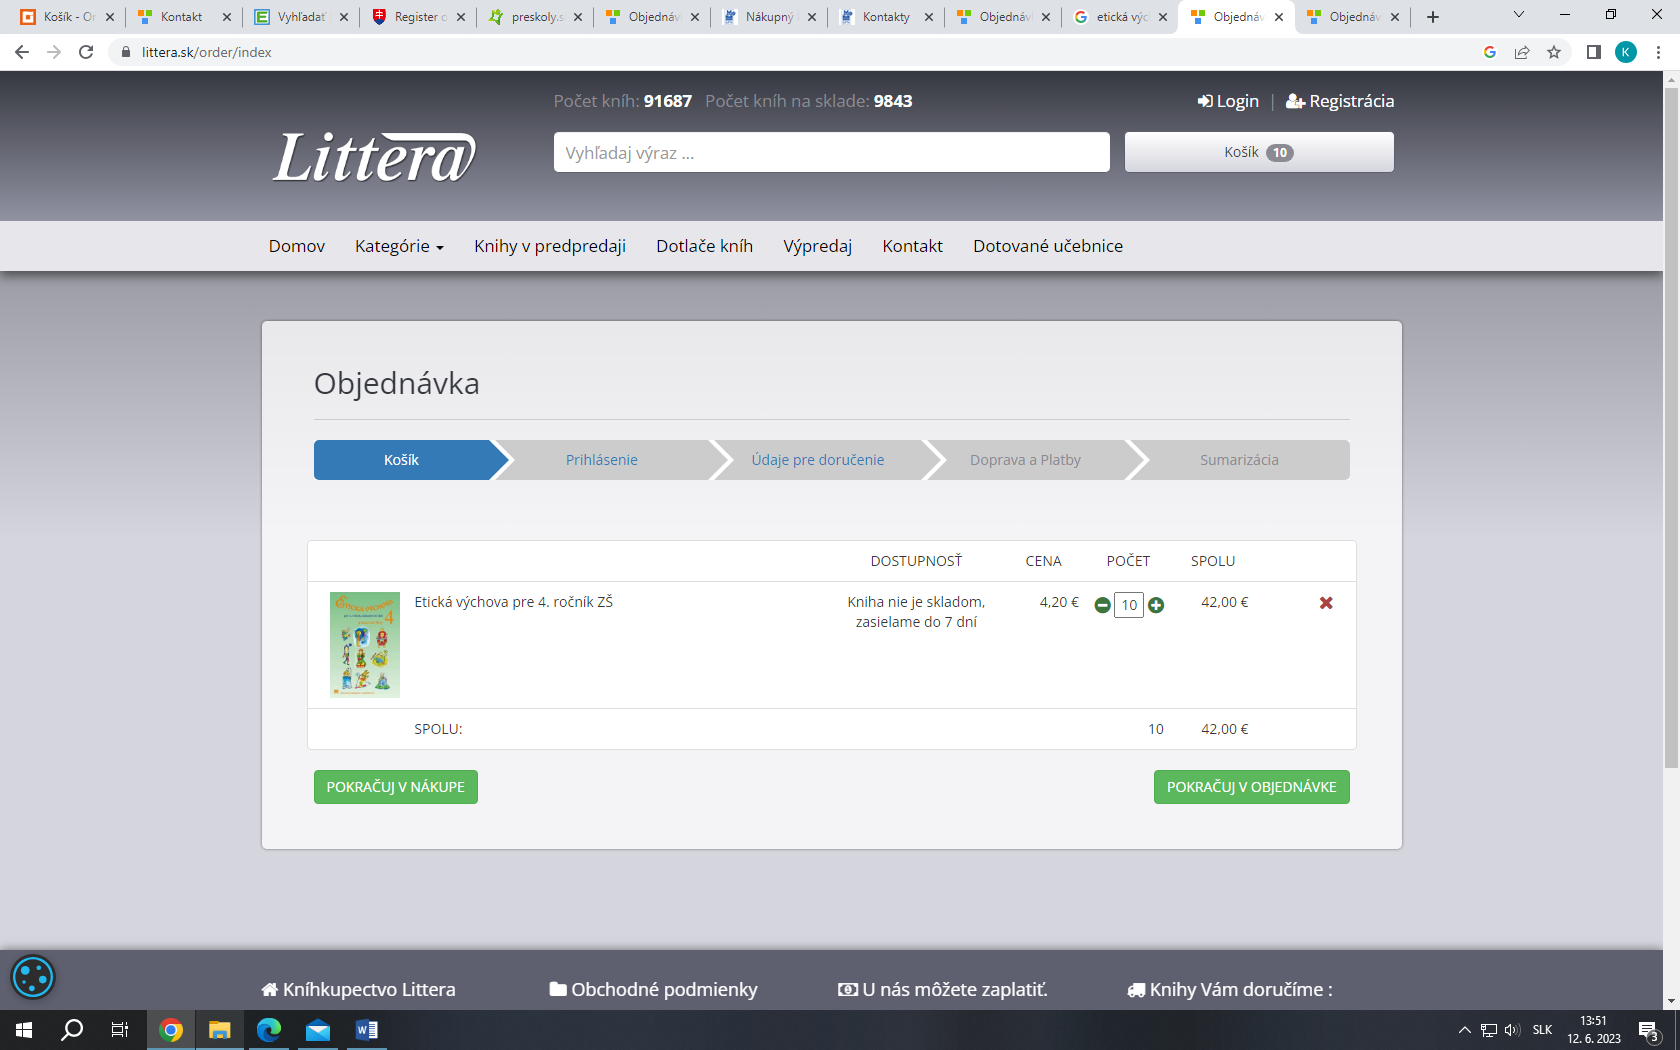 Košík - Or
Kontakt
Vyhľadať
Register o
preskoly.s
Objednáv
Nákupný
Kontakty
Objednáv
etická výc
Objednáv
Objednáv
littera.sk/order/index
K
Počet kníh: 91687 Počet kníh na sklade: 9843
Login | Registrácia
Littera
Vyhľadaj výraz ...
Košík 10
Domov Kategórie Knihy v predpredaji Dotlače kníh Výpredaj Kontakt Dotované učebnice
Objednávka
Košík Prihlásenie Údaje pre doručenie Doprava a Platby Sumarizácia
DOSTUPNOSŤ CENA POČET SPOLU
Etická výchova pre 4. ročník ZŠ
Kniha nie je skladom,
zasielame do 7 dní
4,20 € 10 42,00 €
SPOLU: 10 42,00 €
POKRAČUJ V NÁKUPE
POKRAČUJ V OBJEDNÁVKE
Kníhkupectvo Littera Obchodné podmienky U nás môžete zaplatiť. Knihy Vám doručíme :
SLK
13:51
12. 6. 2023
3